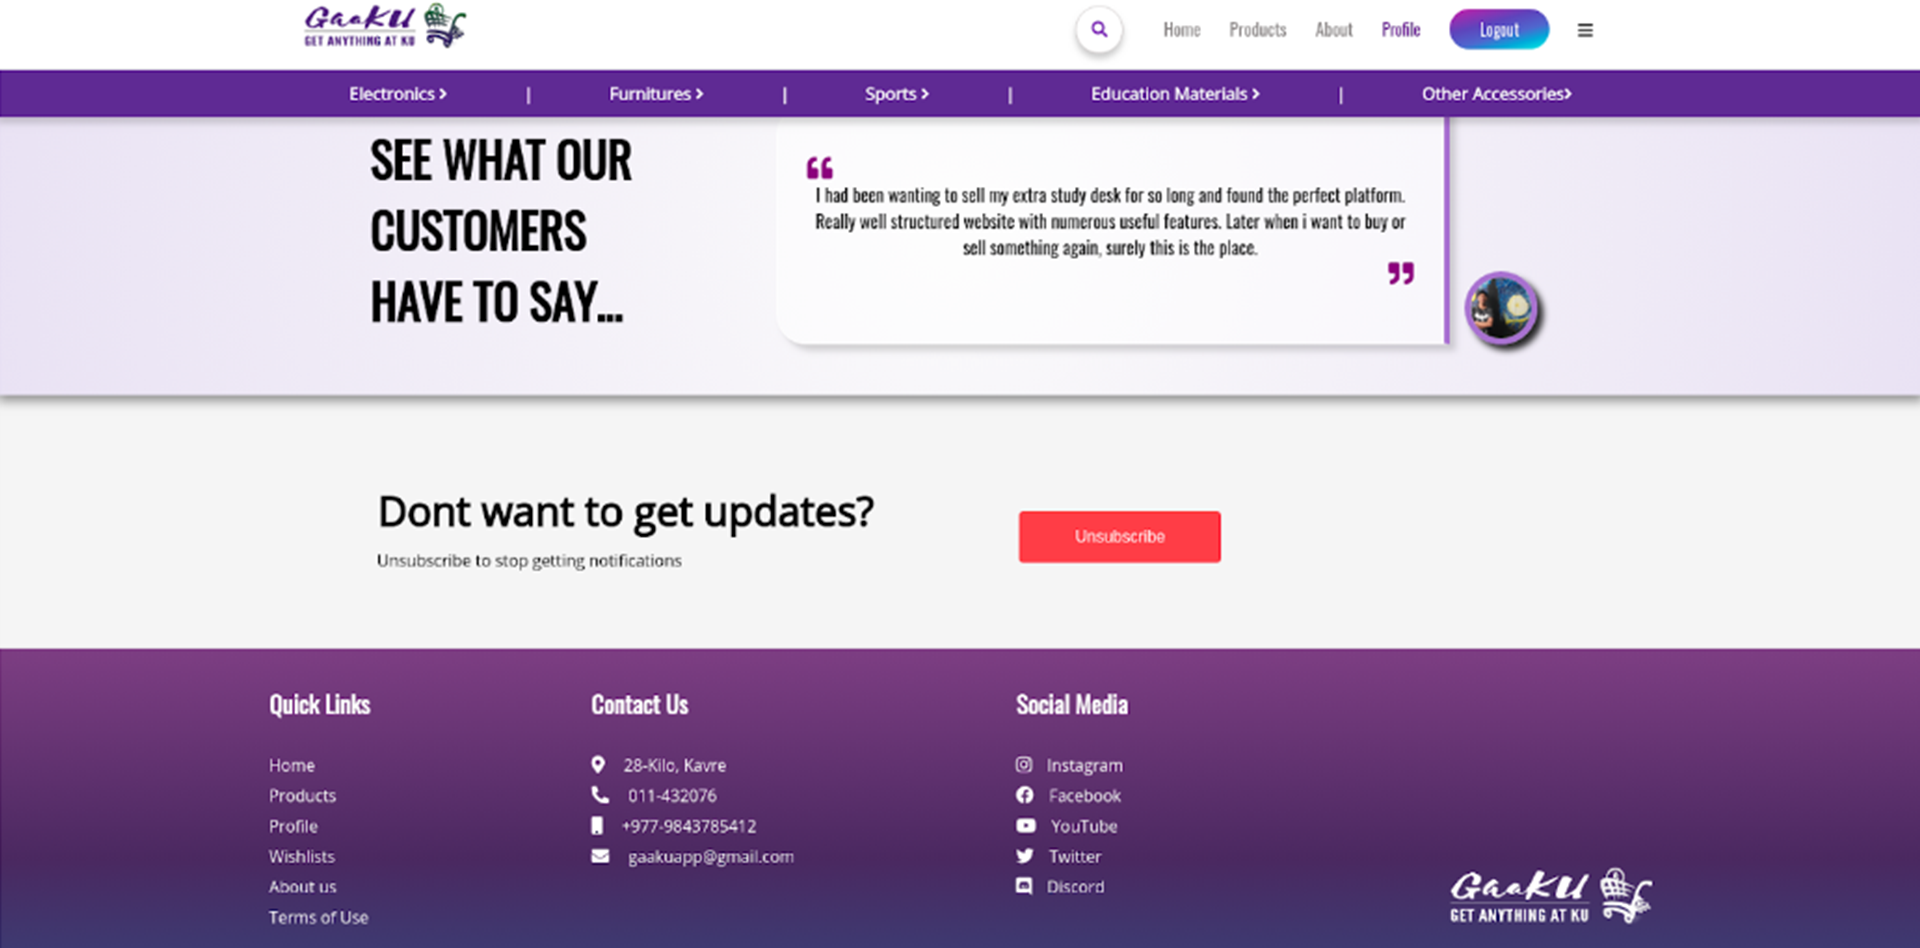 GaaKU
GET ANYTHING AT KU
Home Products About Profile Logout
Electronics | Furnitures | Sports | Education Materials | Other Accessories
SEE WHAT OUR
CUSTOMERS
HAVE TO SAY...
“
I had been wanting to sell my extra study desk for so long and found the perfect platform.
Really well structured website with numerous useful features. Later when i want to buy or
sell something again, surely this is the place.
”
Dont want to get updates?
Unsubscribe to stop getting notifications
Unsubscribe
Quick Links
Home
Products
Profile
Wishlists
About us
Terms of Use
Contact Us
28-Kilo, Kavre
011-432076
+977-9843785412
gaakuapp@gmail.com
Social Media
Instagram
Facebook
YouTube
Twitter
Discord
GaaKU
GET ANYTHING AT KU